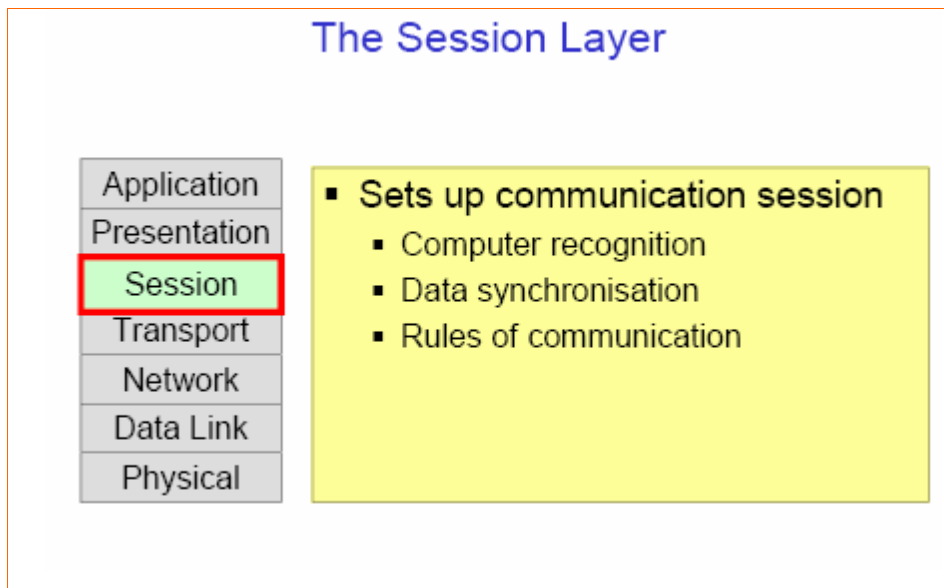 The Session Layer
Application
Presentation
Session
Transport
Network
Data Link
Physical
▪ Sets up communication session
▪ Computer recognition
▪ Data synchronisation
▪ Rules of communication